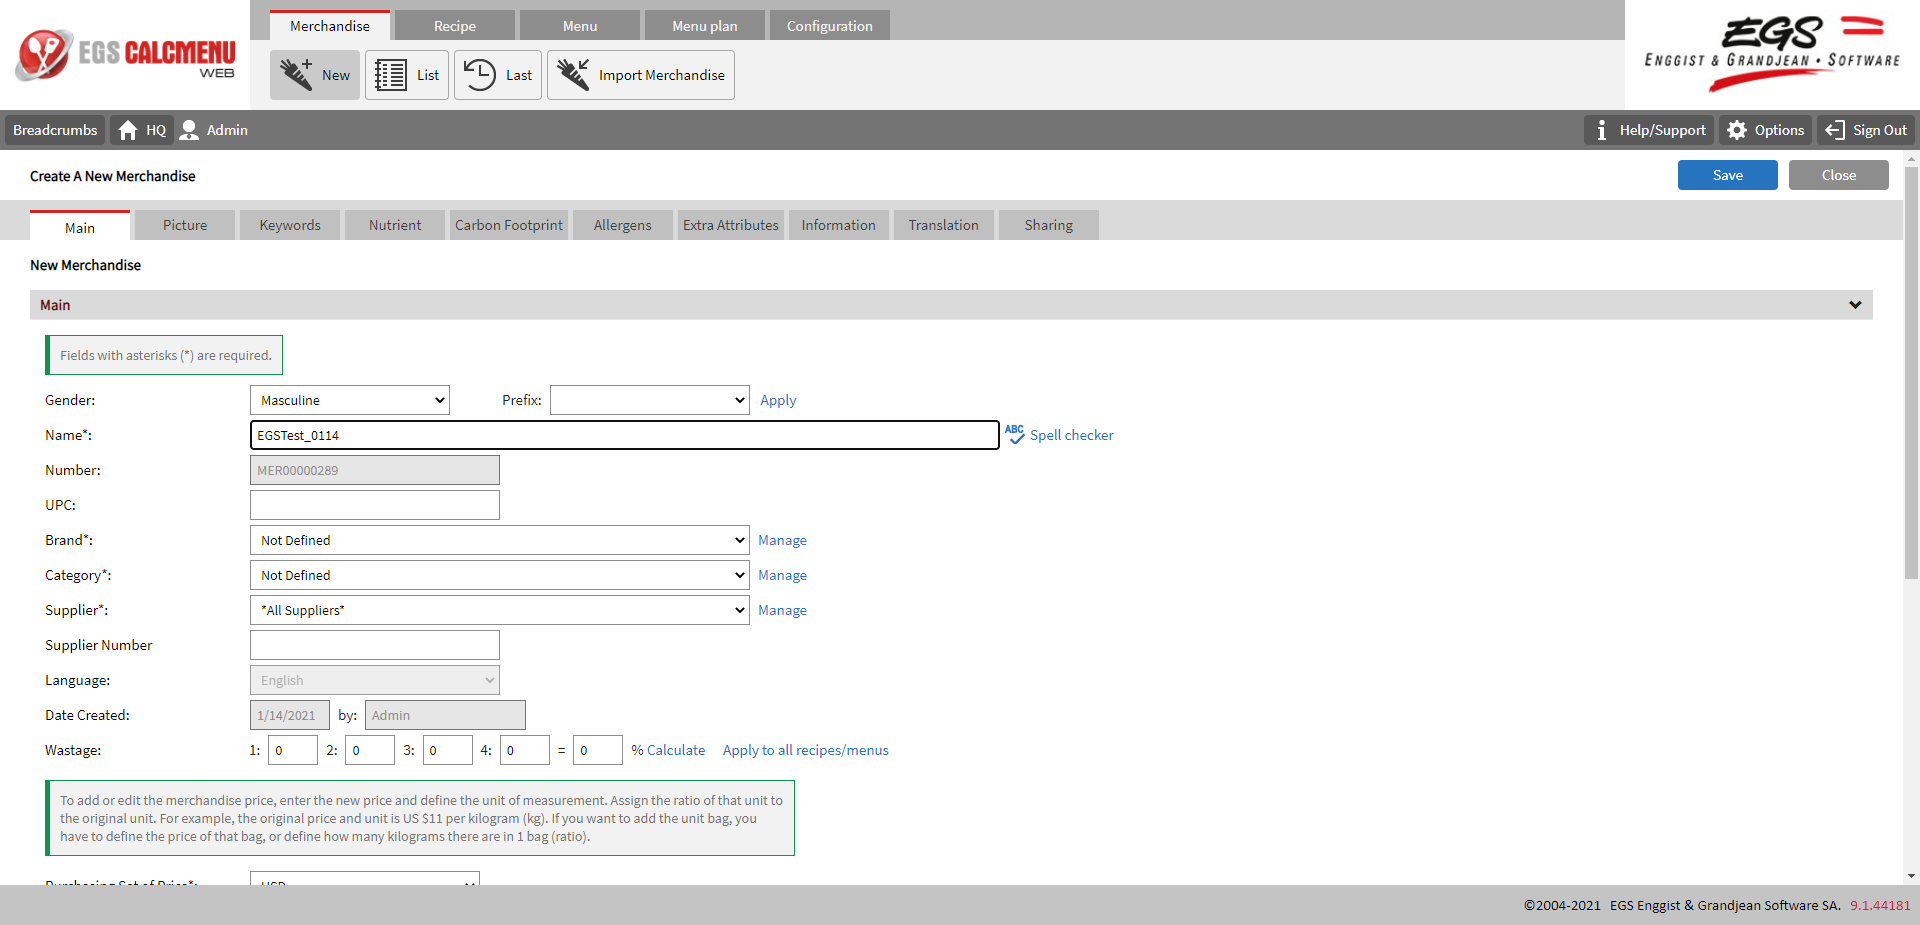 Merchandise Recipe Menu Menu plan Configuration
EGS CALCMENU
WEB
EGS
ENGGIST & GRANDJEAN • SOFTWARE
New List Last Import Merchandise
Breadcrumbs HQ Admin Help/Support Options Sign Out
Create A New Merchandise Save Close
Main Picture Keywords Nutrient Carbon Footprint Allergens Extra Attributes Information Translation Sharing
New Merchandise
Main
Fields with asterisks (*) are required.
Gender: Masculine Prefix: Apply
Name*: EGSTest_0114 ABC Spell checker
Number: MER00000289
UPC:
Brand*: Not Defined Manage
Category*: Not Defined Manage
Supplier*: *All Suppliers* Manage
Supplier Number
Language: English
Date Created: 1/14/2021 by: Admin
Wastage: 1: 0 2: 0 3: 0 4: 0 = 0 % Calculate Apply to all recipes/menus
To add or edit the merchandise price, enter the new price and define the unit of measurement. Assign the ratio of that unit to
the original unit. For example, the original price and unit is US $11 per kilogram (kg). If you want to add the unit bag, you
have to define the price of that bag, or define how many kilograms there are in 1 bag (ratio).
Purchasing Set of Price*: USD
©2004-2021 EGS Enggist & Grandjean Software SA. 9.1.44181